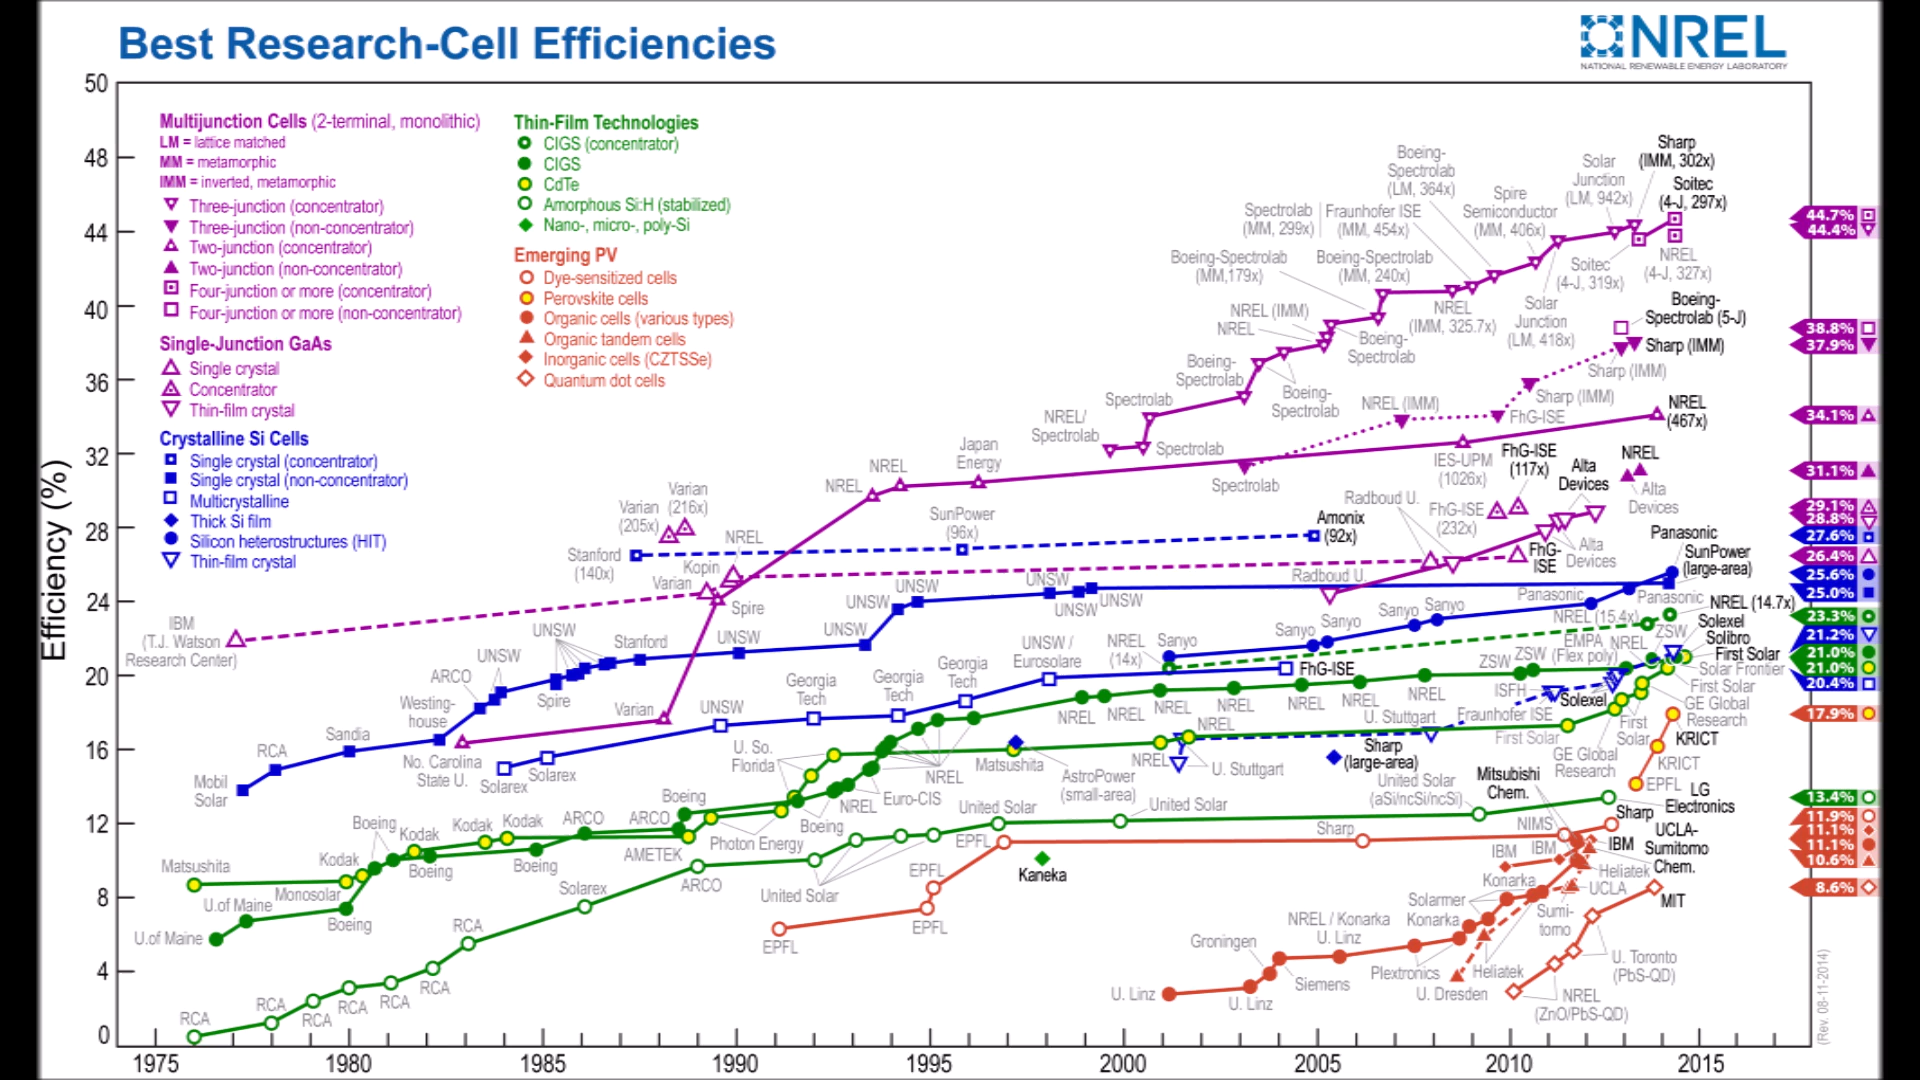 Best Research-Cell Efficiencies
NREL
NATIONAL RENEWABLE ENERGY LABORATORY
Efficiency (%)
50
48
44
40
36
32
28
24
20
16
12
8
4
0
1975
1980
1985
1990
1995
2000
2005
2010
2015
Multijunction Cells (2-terminal, monolithic)
LM = lattice matched
MM = metamorphic
IMM = inverted, metamorphic
Three-junction (concentrator)
Three-junction (non-concentrator)
Two-junction (concentrator)
Two-junction (non-concentrator)
Four-junction or more (concentrator)
Four-junction or more (non-concentrator)
Single-Junction GaAs
Single crystal
Concentrator
Thin-film crystal
Crystalline Si Cells
Single crystal (concentrator)
Single crystal (non-concentrator)
Multicrystalline
Thick Si film
Silicon heterostructures (HIT)
Thin-film crystal
Thin-Film Technologies
CIGS (concentrator)
CIGS
CdTe
Amorphous Si:H (stabilized)
Nano-, micro-, poly-Si
Emerging PV
Dye-sensitized cells
Perovskite cells
Organic cells (various types)
Organic tandem cells
Inorganic cells (CZTSSe)
Quantum dot cells
Sharp
(IMM, 302x)
Soitec
(4-J, 297x)
Solar
Junction
(LM, 942x)
Boeing-
Spectrolab
(LM, 364x)
Spire
Semiconductor
(MM, 406x)
Spectrolab
(MM, 299x)
Fraunhofer ISE
(MM, 454x)
Boeing-Spectrolab
(MM,179x)
Boeing-Spectrolab
(MM, 240x)
NREL
(4-J, 327x)
Soitec
(4-J, 319x)
NREL (IMM)
NREL
NREL
(IMM, 325.7x)
Solar
Junction
(LM, 418x)
Boeing-
Spectrolab (5-J)
Boeing-
Spectrolab
Sharp (IMM)
Sharp (IMM)
Sharp (IMM)
Boeing-
Spectrolab
Boeing-
Spectrolab
Spectrolab
NREL/
Spectrolab
Spectrolab
NREL (IMM)
FhG-ISE
NREL
(467x)
Japan
Energy
NREL
NREL
Spectrolab
IES-UPM
(1026x)
FhG-ISE
(117x)
Alta
Devices
NREL
Alta
Devices
Varian
(216x)
Varian
(205x)
SunPower
(96x)
Amonix
(92x)
Radboud U.
FhG-ISE
(232x)
Stanford
(140x)
NREL
Kopin
Varian
Spire
Radboud U.
FhG-
ISE
Alta
Devices
Panasonic
SunPower
(large-area)
IBM
(T.J. Watson
Research Center)
UNSW
UNSW
UNSW
UNSW
UNSW
UNSW
UNSW
Stanford
UNSW
UNSW
ARCO
Westing-
house
Spire
Varian
No. Carolina
State U.
Sandia
RCA
Mobil
Solar
Solarex
Solarex
UNSW
Georgia
Tech
Georgia
Tech
Georgia
Tech
UNSW /
Eurosolare
NREL
(14x)
Sanyo
Sanyo
Sanyo
Sanyo
Sanyo
Panasonic
Panasonic
NREL (15.4x)
NREL (14.7x)
FhG-ISE
EMPA
(Flex poly)
NREL
ZSW
Solexel
Solibro
First Solar
Solar Frontier
First Solar
GE Global
Research
ZSW
ZSW
ISFH
Solexel
Fraunhofer ISE
First Solar
First
Solar
GE Global
Research
NREL
NREL
NREL
NREL
NREL
NREL
NREL
NREL
NREL
U. Stuttgart
U. Stuttgart
U. So.
Florida
NREL
NREL
Euro-CIS
Matsushita
AstroPower
(small-area)
Sharp
(large-area)
KRICT
KRICT
EPFL
Boeing
ARCO
ARCO
Kodak
Kodak
Kodak
Kodak
Boeing
Boeing
Boeing
Boeing
Boeing
AMETEK
Photon Energy
Matsushita
Monosolar
U.of Maine
U.of Maine
Solarex
ARCO
United Solar
United Solar
United Solar
United Solar
(aSi/ncSi/ncSi)
Mitsubishi
Chem.
LG
Electronics
Sharp
Sharp
NIMS
UCLA-
Sumitomo
Chem.
IBM
IBM
IBM
Heliatek
UCLA
Konarka
Sumi-
tomo
MIT
EPFL
EPFL
EPFL
EPFL
Kaneka
RCA
RCA
RCA
RCA
RCA
RCA
RCA
Solarmer
NREL / Konarka
U. Linz
Konarka
Groningen
Siemens
U. Linz
U. Linz
Plextronics
U. Dresden
Heliatek
U. Toronto
(PbS-QD)
NREL
(ZnO/PbS-QD)
(Rev. 08-11-2014)
44.7%
44.4%
38.8%
37.9%
34.1%
31.1%
29.1%
28.8%
27.6%
26.4%
25.6%
25.0%
23.3%
21.2%
21.0%
21.0%
20.4%
17.9%
13.4%
11.9%
11.1%
11.1%
10.6%
8.6%